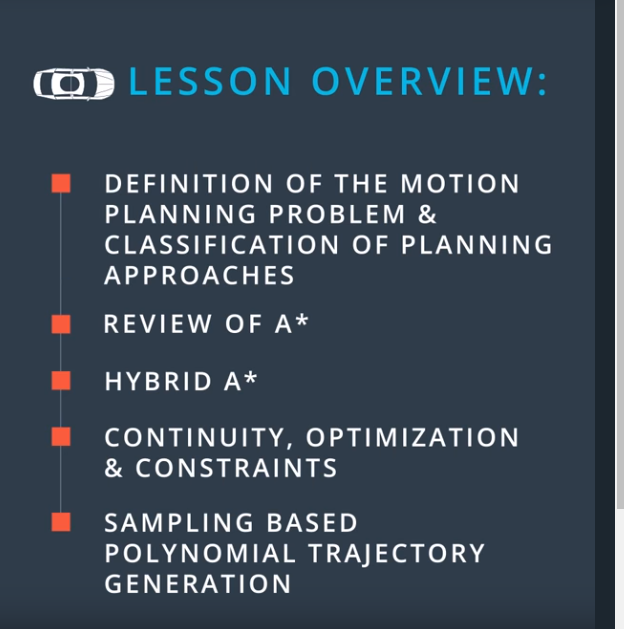 LESSON OVERVIEW:
DEFINITION OF THE MOTION
PLANNING PROBLEM &
CLASSIFICATION OF PLANNING
APPROACHES
REVIEW OF A*
HYBRID A*
CONTINUITY, OPTIMIZATION
& CONSTRAINTS
SAMPLING BASED
POLYNOMIAL TRAJECTORY
GENERATION